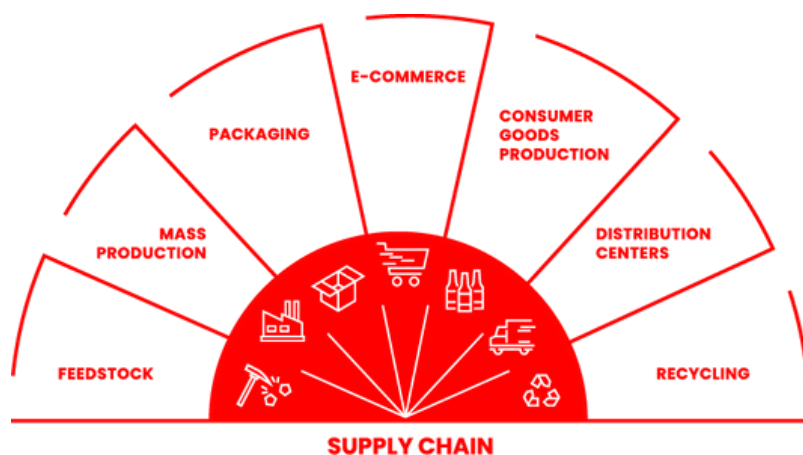 E-COMMERCE
PACKAGING
CONSUMER
GOODS
PRODUCTION
MASS
PRODUCTION
DISTRIBUTION
CENTERS
FEEDSTOCK
RECYCLING
SUPPLY CHAIN